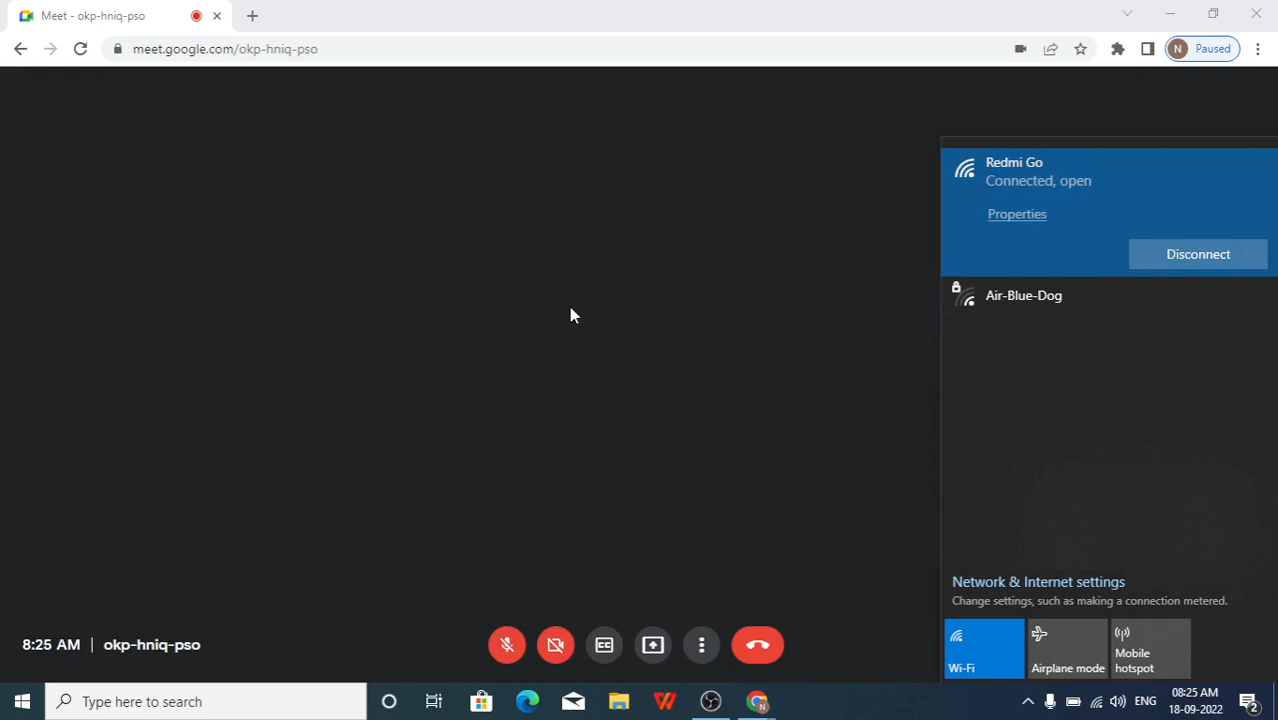 Meet - okp-hniq-pso
meet.google.com/okp-hniq-pso
N Paused
Redmi Go
Connected, open
Properties
Disconnect
Air-Blue-Dog
Network & Internet settings
Change settings, such as making a connection metered.
Wi-Fi
Airplane mode
Mobile
hotspot
8:25 AM | okp-hniq-pso
CC
Type here to search
N
ENG
08:25 AM
18-09-2022
2